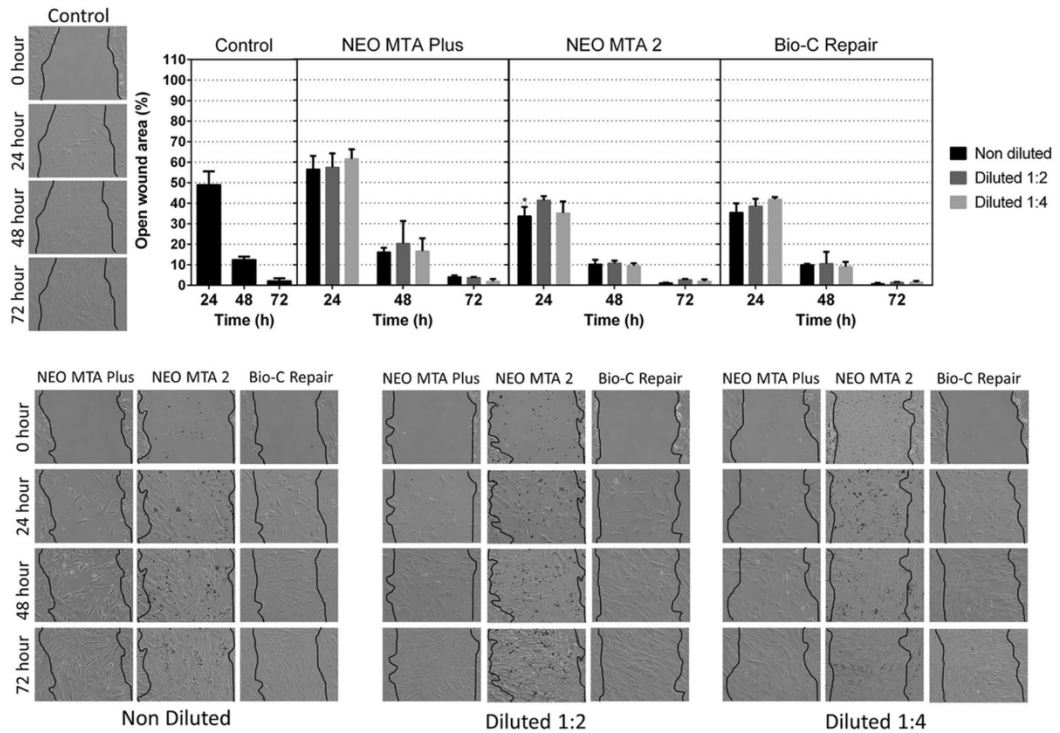 Control
0 hour
24 hour
48 hour
72 hour
Control
NEO MTA Plus
NEO MTA 2
Bio-C Repair
Open wound area (%)
110
100
90
80
70
60
50
40
30
20
10
0
*
24 48 72
24 48 72
24 48 72
24 48 72
Time (h)
Time (h)
Time (h)
Time (h)
Non diluted
Diluted 1:2
Diluted 1:4
NEO MTA Plus NEO MTA 2 Bio-C Repair
0 hour
24 hour
48 hour
72 hour
Non Diluted
NEO MTA Plus NEO MTA 2 Bio-C Repair
Diluted 1:2
NEO MTA Plus NEO MTA 2 Bio-C Repair
Diluted 1:4